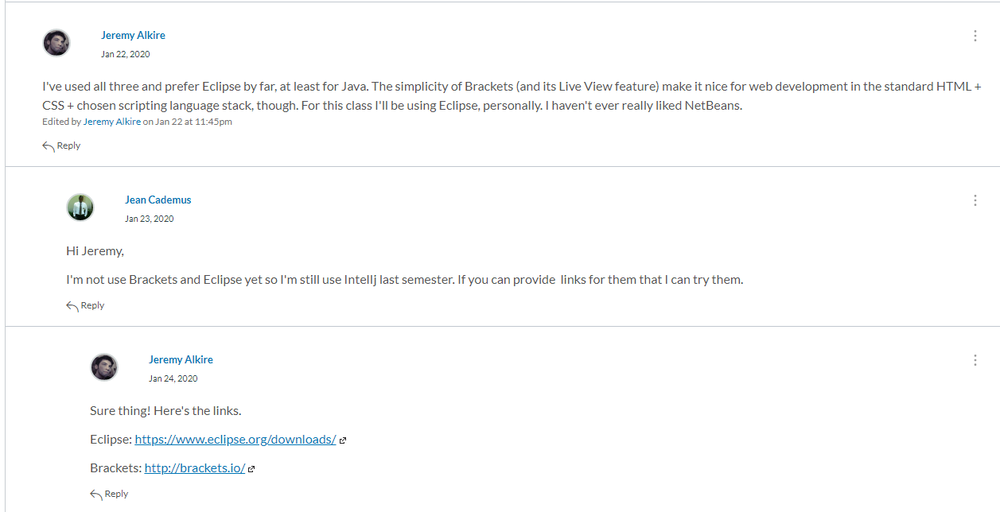 Jeremy Alkire
Jan 22, 2020
I've used all three and prefer Eclipse by far, at least for Java. The simplicity of Brackets (and its Live View feature) make it nice for web development in the standard HTML +
CSS + chosen scripting language stack, though. For this class I'll be using Eclipse, personally. I haven't ever really liked NetBeans.
Edited by Jeremy Alkire on Jan 22 at 11:45pm
Reply
Jean Cademus
Jan 23, 2020
Hi Jeremy,
I'm not use Brackets and Eclipse yet so I'm still use Intellj last semester. If you can provide  links for them that I can try them.
Reply
Jeremy Alkire
Jan 24, 2020
Sure thing! Here's the links.
Eclipse: https://www.eclipse.org/downloads/
Brackets: http://brackets.io/
Reply